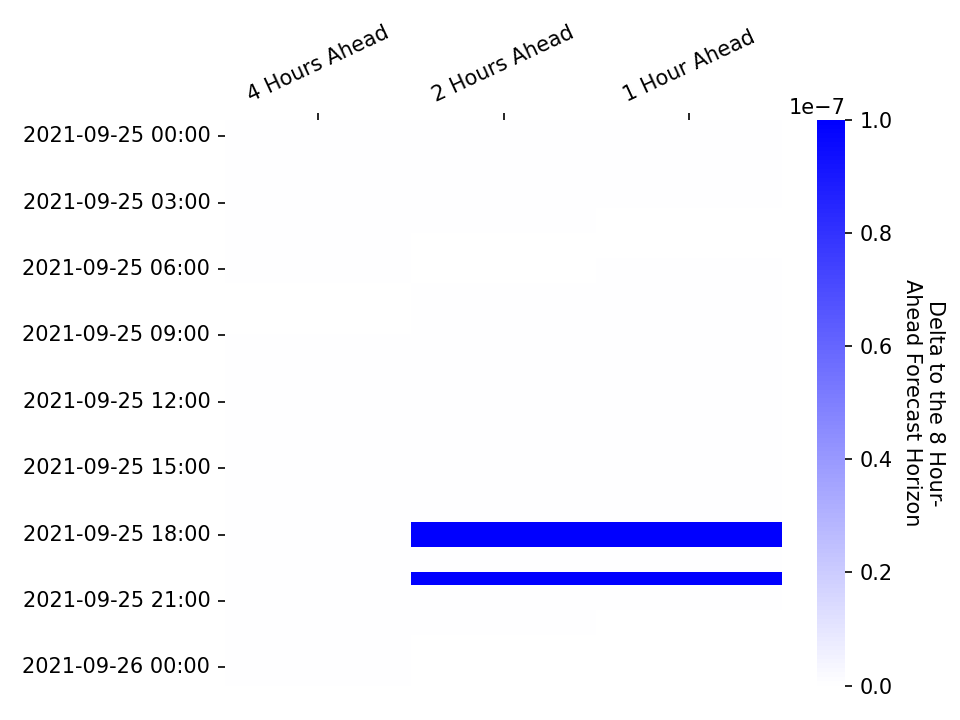 4 Hours Ahead
2 Hours Ahead
1 Hour Ahead
1e−7
2021-09-25 00:00
2021-09-25 03:00
2021-09-25 06:00
2021-09-25 09:00
2021-09-25 12:00
2021-09-25 15:00
2021-09-25 18:00
2021-09-25 21:00
2021-09-26 00:00
1.0
0.8
0.6
0.4
0.2
0.0
Delta to the 8 Hour-
Ahead Forecast Horizon